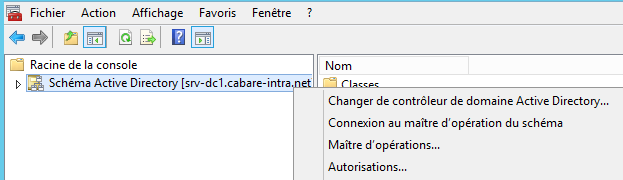 Fichier Action Affichage Favoris Fenêtre ?
Racine de la console
Schéma Active Directory [srv-dc1.cabare-intra.net
Nom
Classes
Changer de contrôleur de domaine Active Directory...
Connexion au maître d'opération du schéma
Maître d'opérations...
Autorisations...